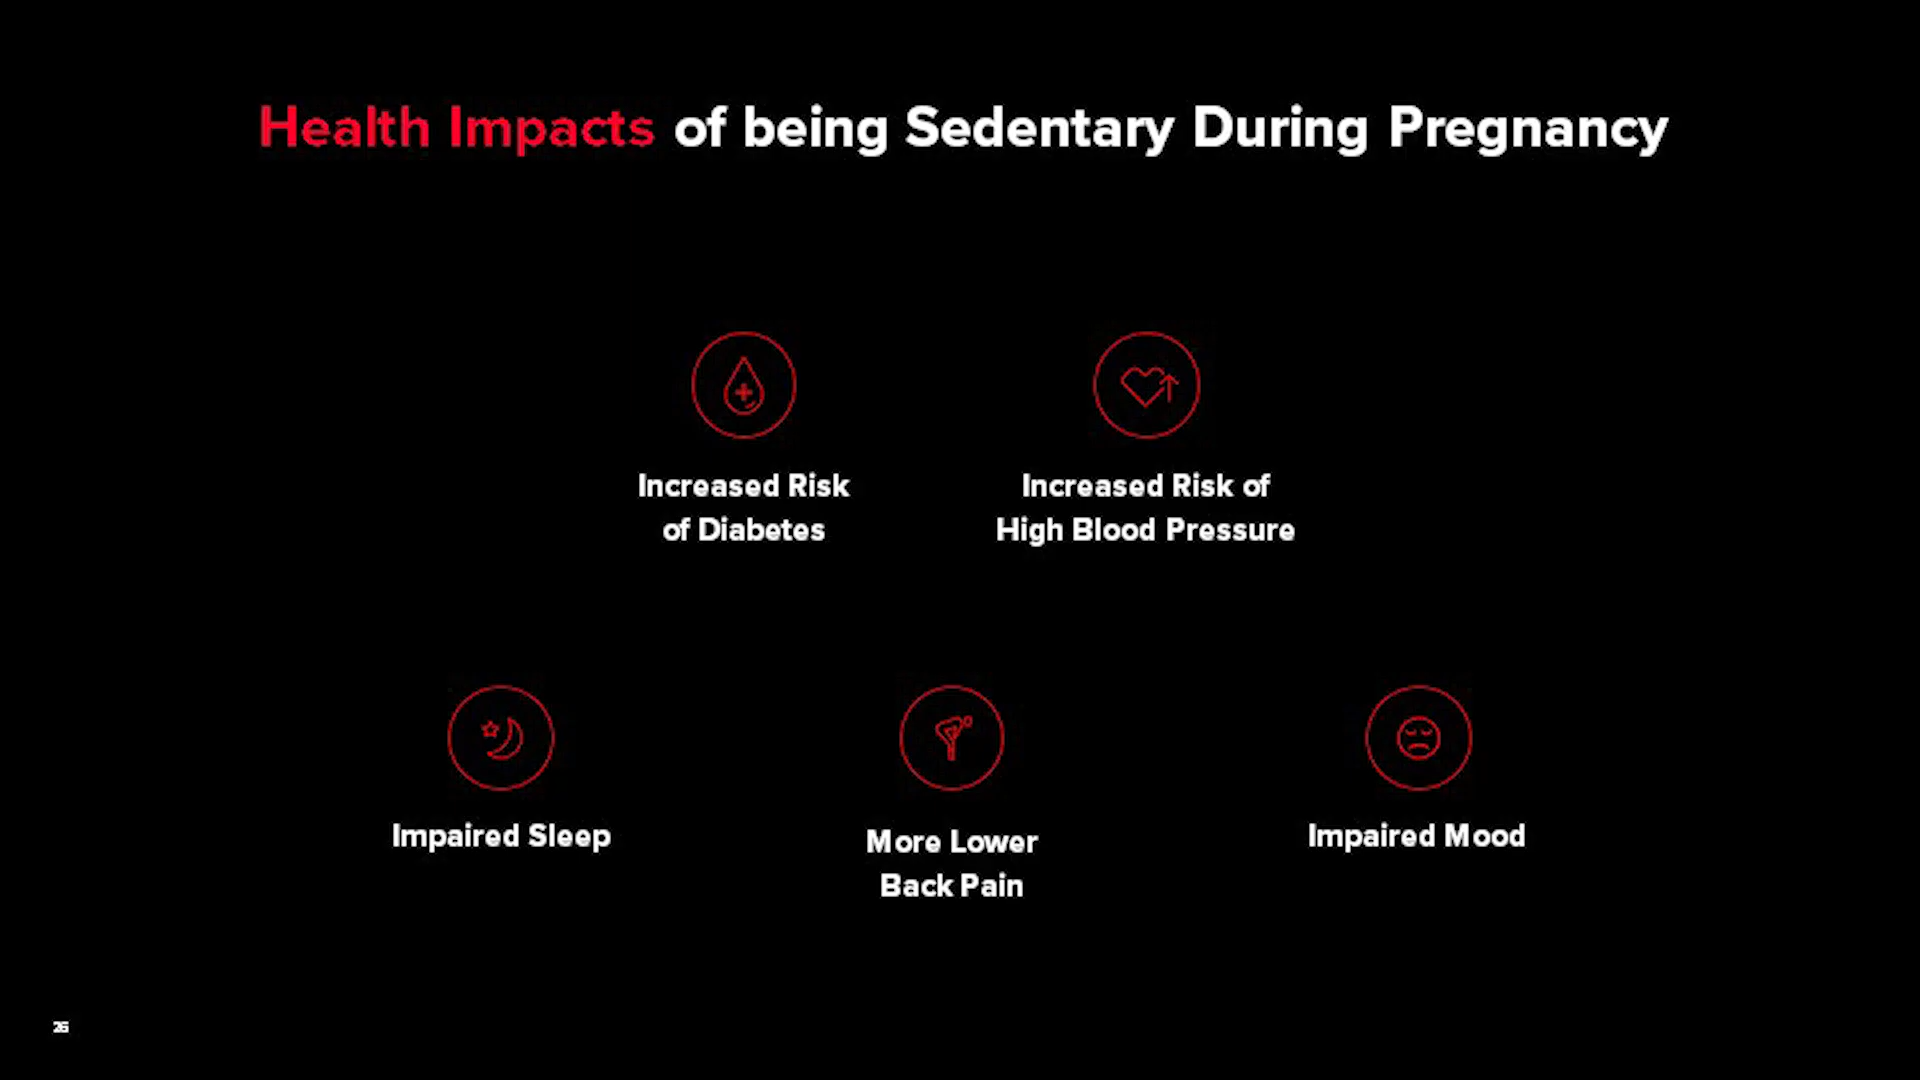 Health Impacts of being Sedentary During Pregnancy
Increased Risk
of Diabetes
Increased Risk of
High Blood Pressure
Impaired Sleep
More Lower
Back Pain
Impaired Mood
26